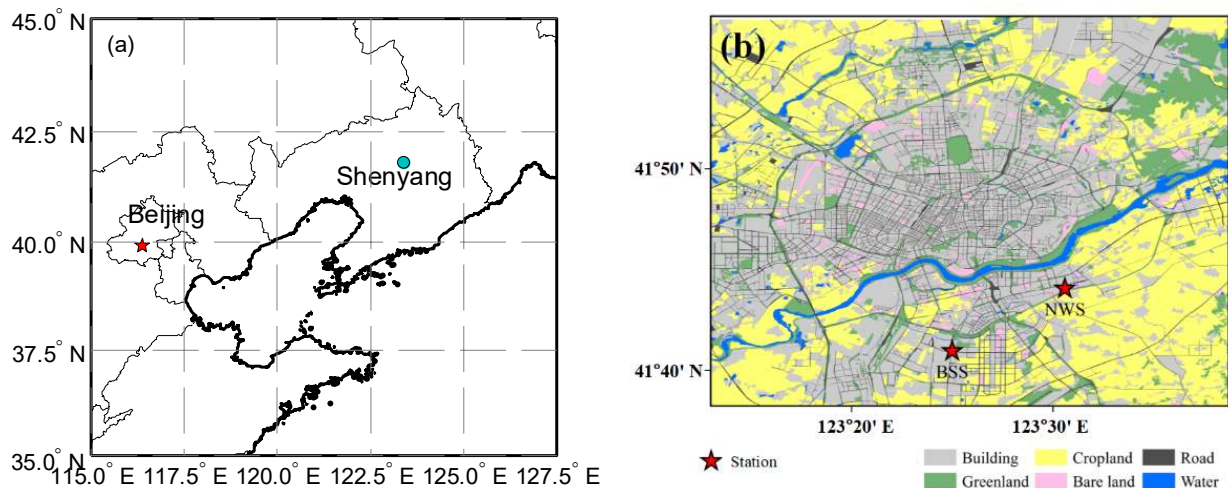 45.0° N
(a)
42.5° N
Shenyang
Beijing
40.0° N
37.5° N
35.0° N
115.0° E
117.5° E
120.0° E
122.5° E
125.0° E
127.5° E
(b)
41°50' N
NWS
BSS
41°40' N
123°20' E
123°30' E
Station
Building
Cropland
Road
Greenland
Bare land
Water